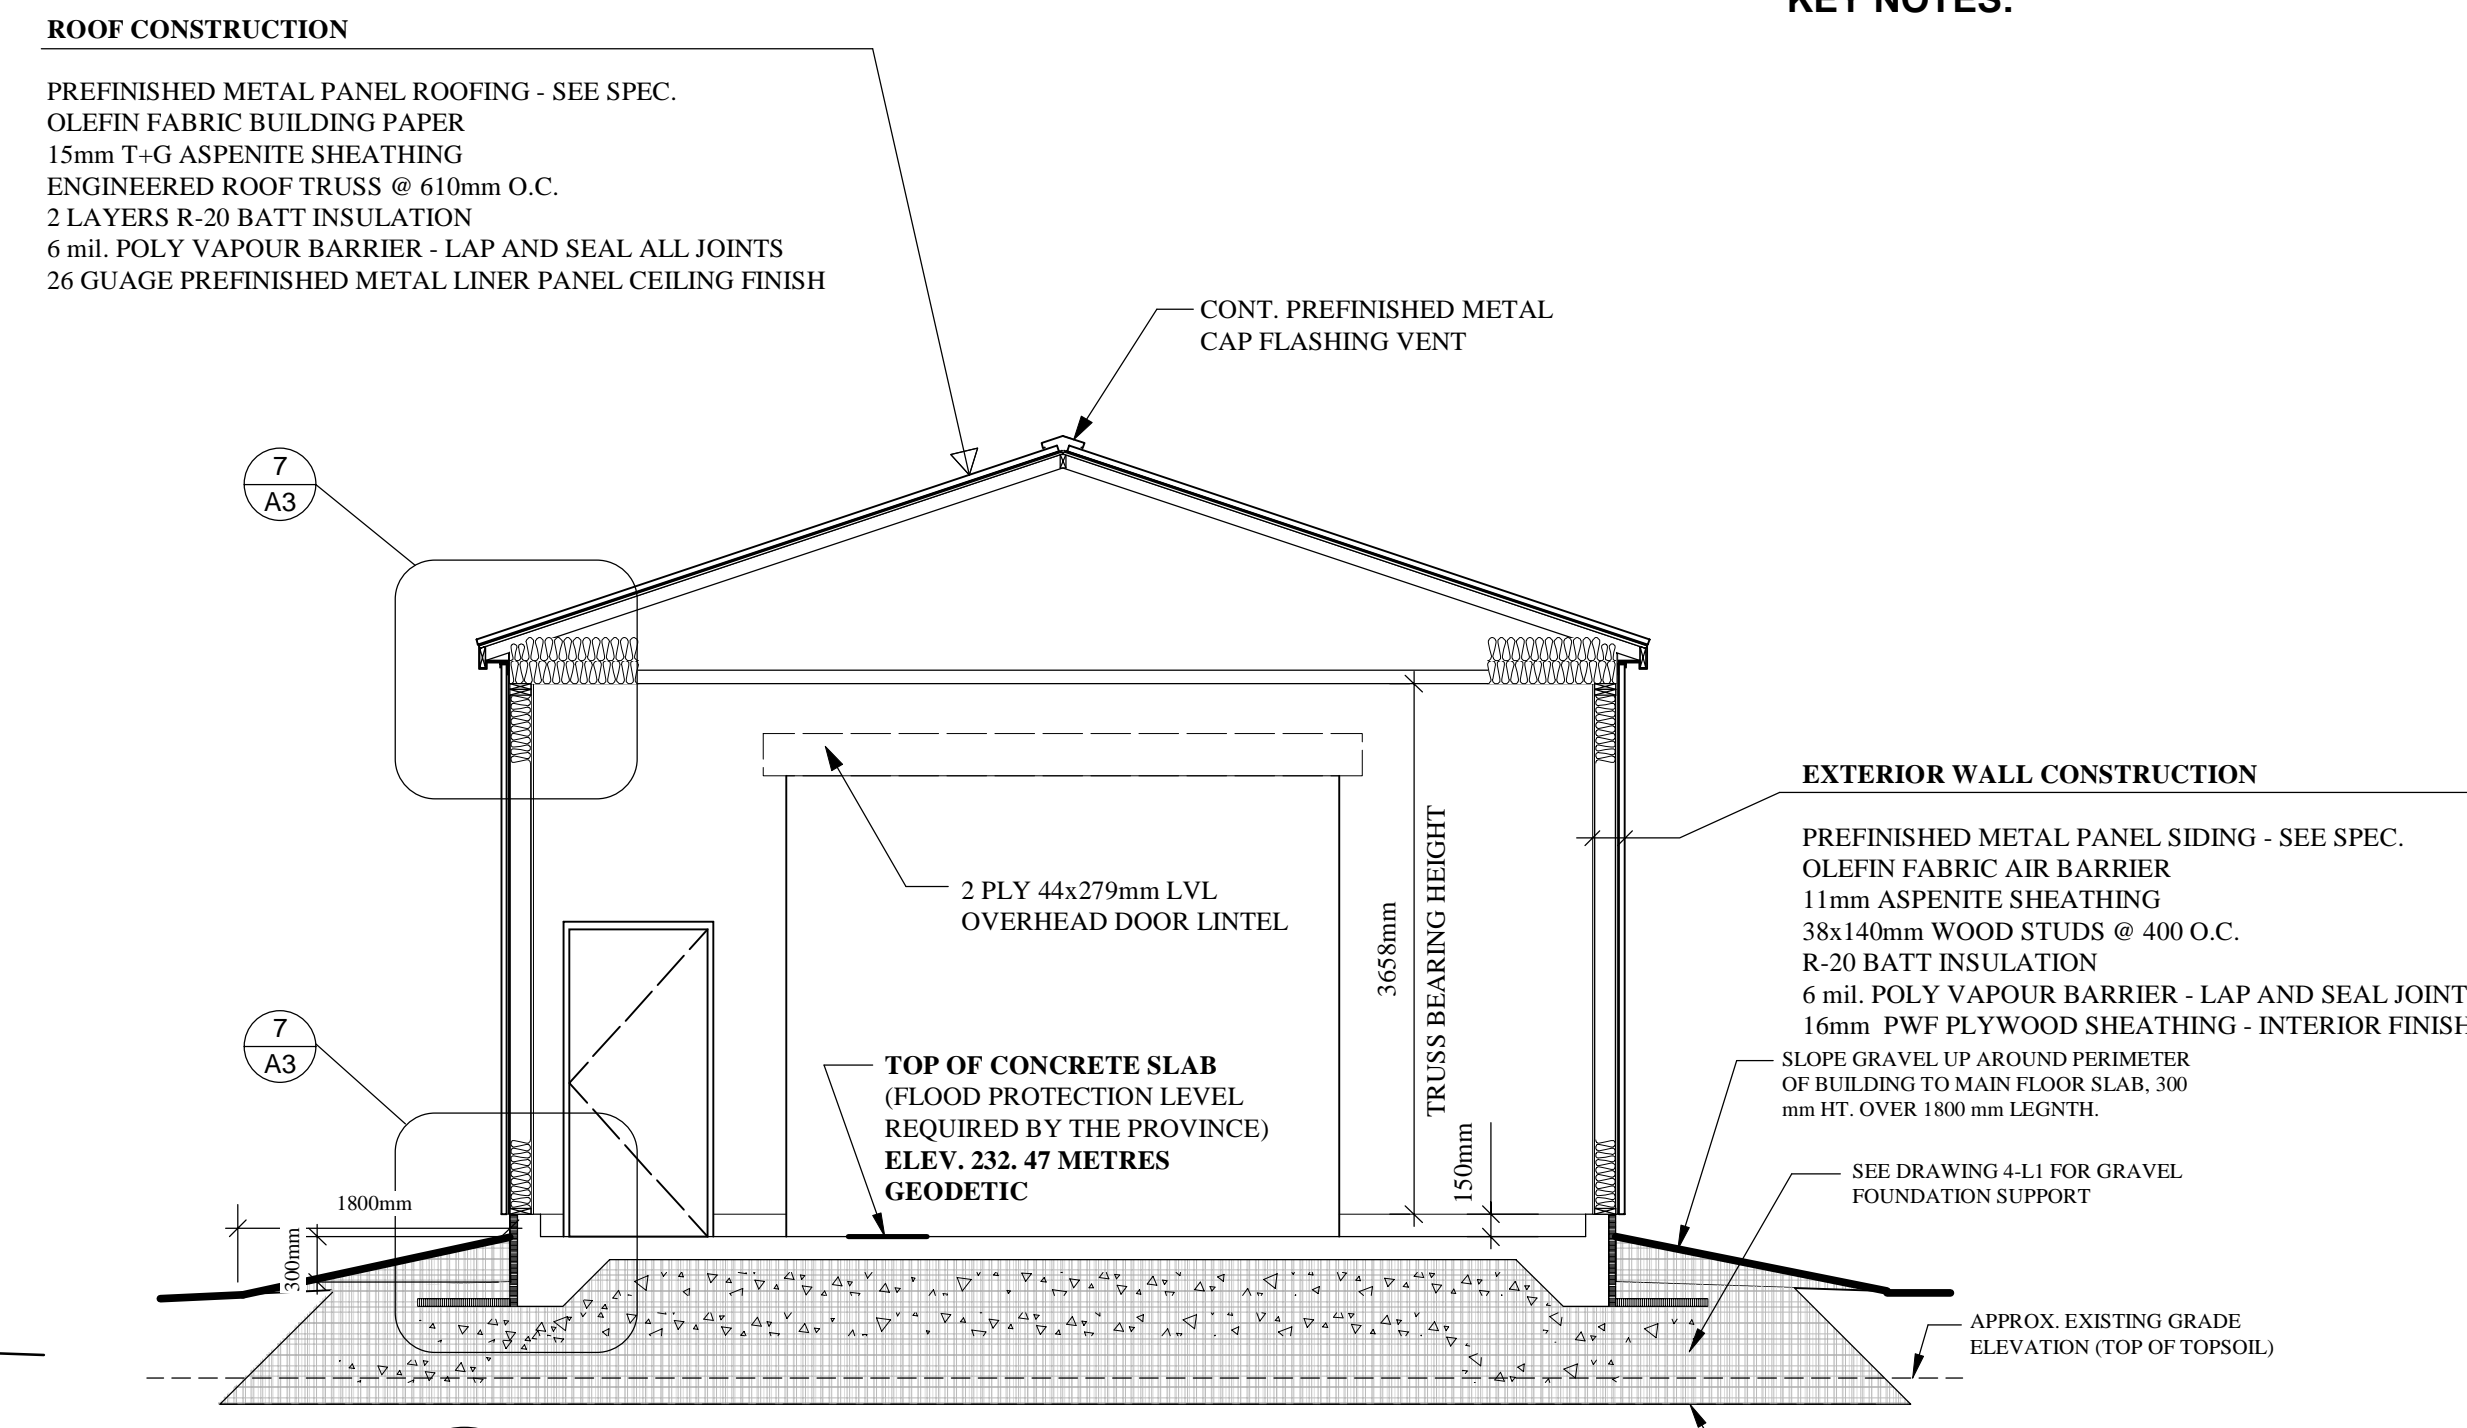 KEY NOTES:
ROOF CONSTRUCTION
PREFINISHED METAL PANEL ROOFING - SEE SPEC.
OLEFIN FABRIC BUILDING PAPER
15mm T+G ASPENITE SHEATHING
ENGINEERED ROOF TRUSS @ 610mm O.C.
2 LAYERS R-20 BATT INSULATION
6 mil. POLY VAPOUR BARRIER - LAP AND SEAL ALL JOINTS
26 GUAGE PREFINISHED METAL LINER PANEL CEILING FINISH
CONT. PREFINISHED METAL
CAP FLASHING VENT
7
A3
EXTERIOR WALL CONSTRUCTION
PREFINISHED METAL PANEL SIDING - SEE SPEC.
OLEFIN FABRIC AIR BARRIER
11mm ASPENITE SHEATHING
38x140mm WOOD STUDS @ 400 O.C.
R-20 BATT INSULATION
6 mil. POLY VAPOUR BARRIER - LAP AND SEAL JOINT
16mm PWF PLYWOOD SHEATHING - INTERIOR FINISH
2 PLY 44x279mm LVL
OVERHEAD DOOR LINTEL
3658mm
TRUSS BEARING HEIGHT
7
A3
TOP OF CONCRETE SLAB
(FLOOD PROTECTION LEVEL
REQUIRED BY THE PROVINCE)
ELEV. 232. 47 METRES
GEODETIC
150mm
SLOPE GRAVEL UP AROUND PERIMETER
OF BUILDING TO MAIN FLOOR SLAB, 300
mm HT. OVER 1800 mm LEGNTH.
SEE DRAWING 4-L1 FOR GRAVEL
FOUNDATION SUPPORT
1800mm
300mm
APPROX. EXISTING GRADE
ELEVATION (TOP OF TOPSOIL)